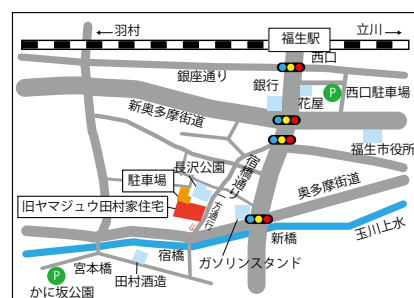 ←羽村
立川→
福生駅
西口
銀座通り
銀行
花屋
P
西口駐車場
新奥多摩街道
福生市役所
宿橋通り
長沢公園
駐車場
奥多摩街道
旧ヤマジュウ田村家住宅
一方通行
⇩
玉川上水
新橋
ガソリンスタンド
宿橋
宮本橋
田村酒造
P
かに坂公園